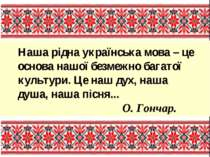 Наша рідна українська мова – це
основа нашої безмежно багатої
культури. Це наш дух, наша
душа, наша пісня...
О. Гончар.